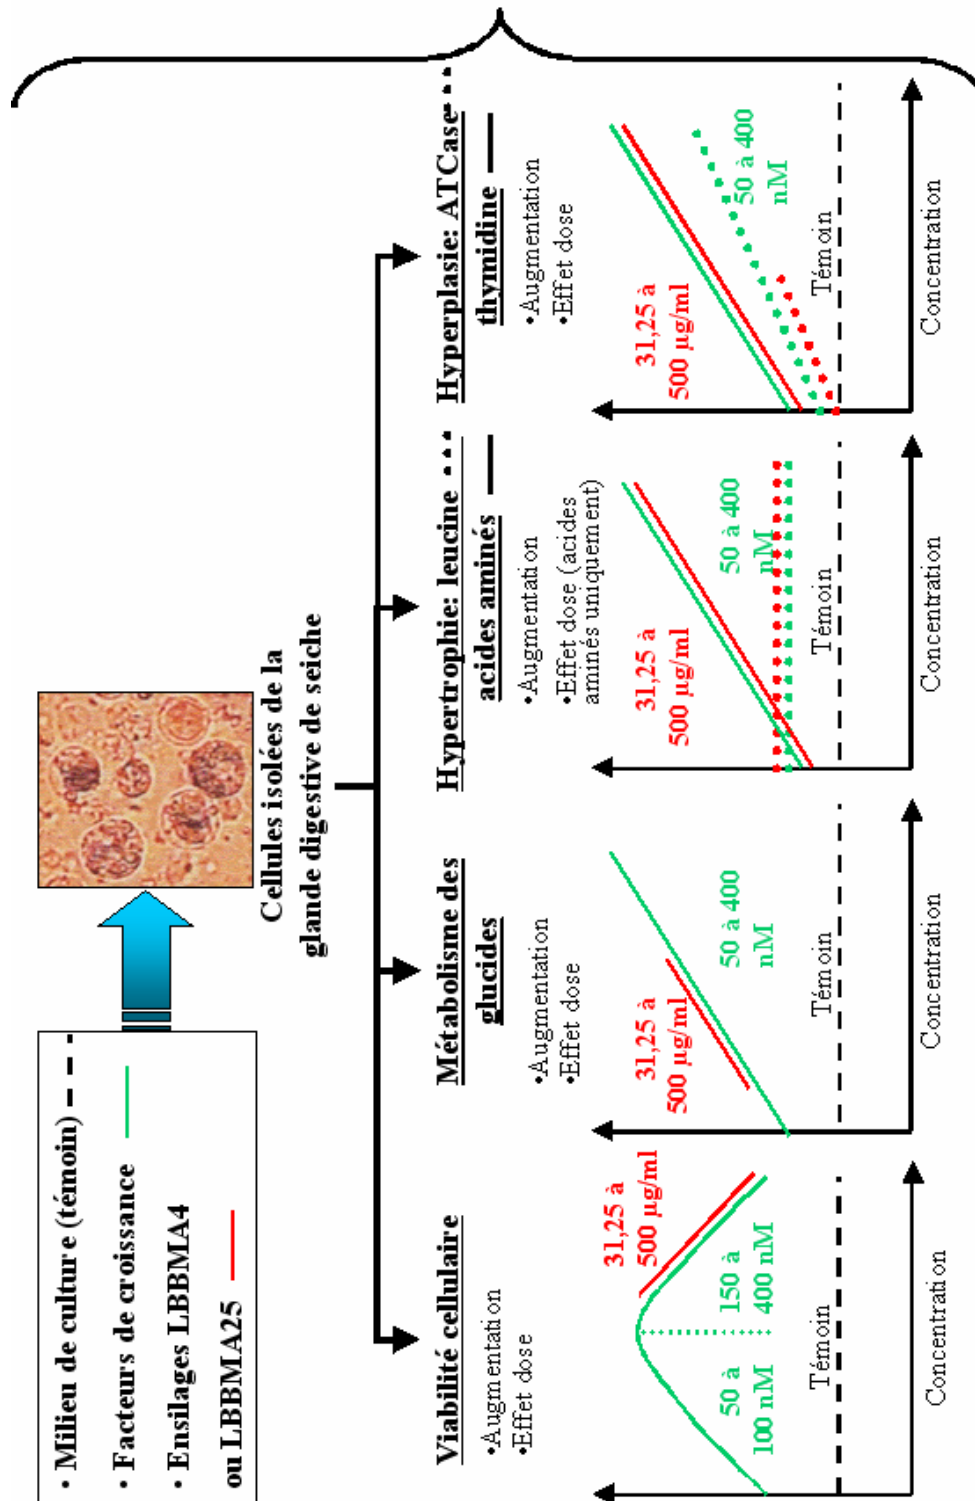 • Milieu de culture (témoin)
• Facteurs de croissance
• Ensilages LBBMA4
ou LBBMA25
Cellules isolées de la
glande digestive de seiche
Viabilité cellulaire
•Augmentation
•Effet dose
31,25 à
500 µg/ml
50 à
100 nM
150 à
400 nM
Témoin
Concentration
Métabolisme des
glucides
•Augmentation
•Effet dose
31,25 à
500 µg/ml
50 à 400
nM
Témoin
Concentration
Hypertrophie: leucine
acides aminés
•Augmentation
•Effet dose (acides
aminés uniquement)
31,25 à
500 µg/ml
50 à 400
nM
Témoin
Concentration
Hyperplasie: ATCase
thymidine
•Augmentation
•Effet dose
31,25 à
500 µg/ml
50 à 400
nM
Témoin
Concentration